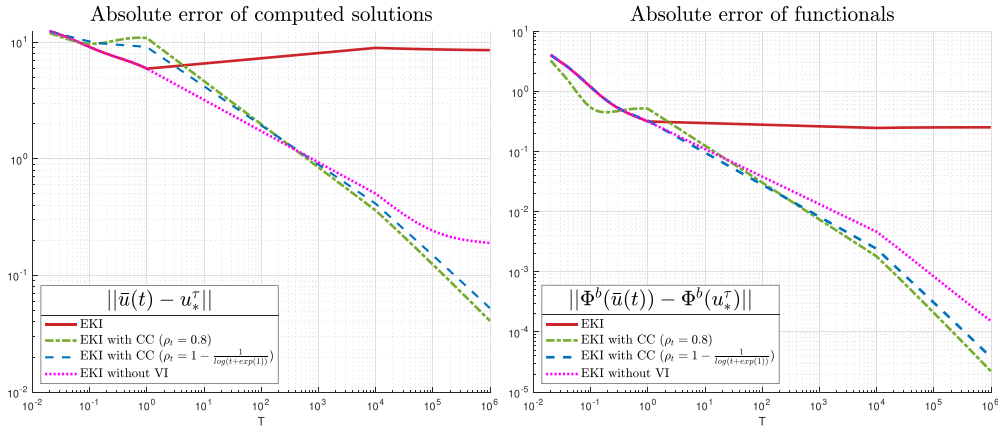 Absolute error of computed solutions
10^1
10^0
10^-1
10^-2
||ū(t) − u_*^τ||
EKI
EKI with CC (ρ_t = 0.8)
EKI with CC (ρ_t = 1 − 1/log(t+exp(1)))
EKI without VI
10^-2 10^-1 10^0 10^1 10^2 10^3 10^4 10^5 10^6
T
Absolute error of functionals
10^1
10^0
10^-1
10^-2
10^-3
10^-4
10^-5
||Φ^b(ū(t)) − Φ^b(u_*^τ)||
EKI
EKI with CC (ρ_t = 0.8)
EKI with CC (ρ_t = 1 − 1/log(t+exp(1)))
EKI without VI
10^-2 10^-1 10^0 10^1 10^2 10^3 10^4 10^5 10^6
T